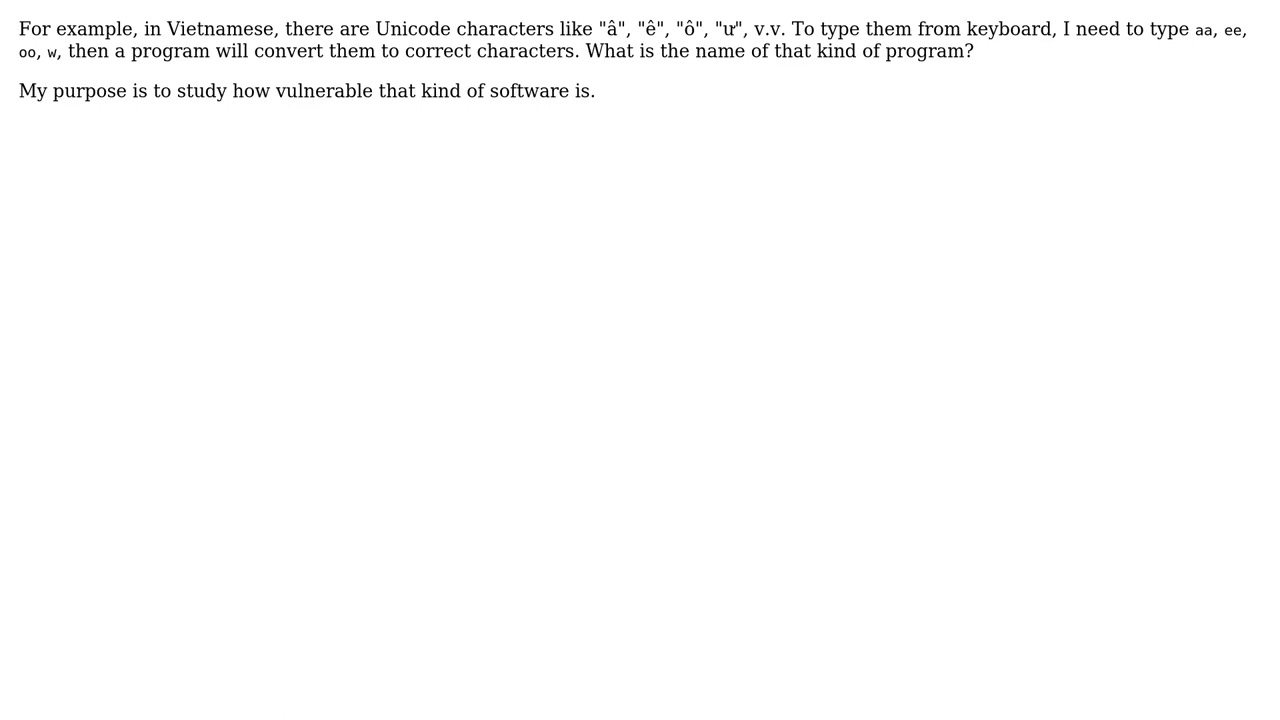 For example, in Vietnamese, there are Unicode characters like "â", "ê", "ô", "ư", v.v. To type them from keyboard, I need to type aa, ee,
oo, w, then a program will convert them to correct characters. What is the name of that kind of program?
My purpose is to study how vulnerable that kind of software is.